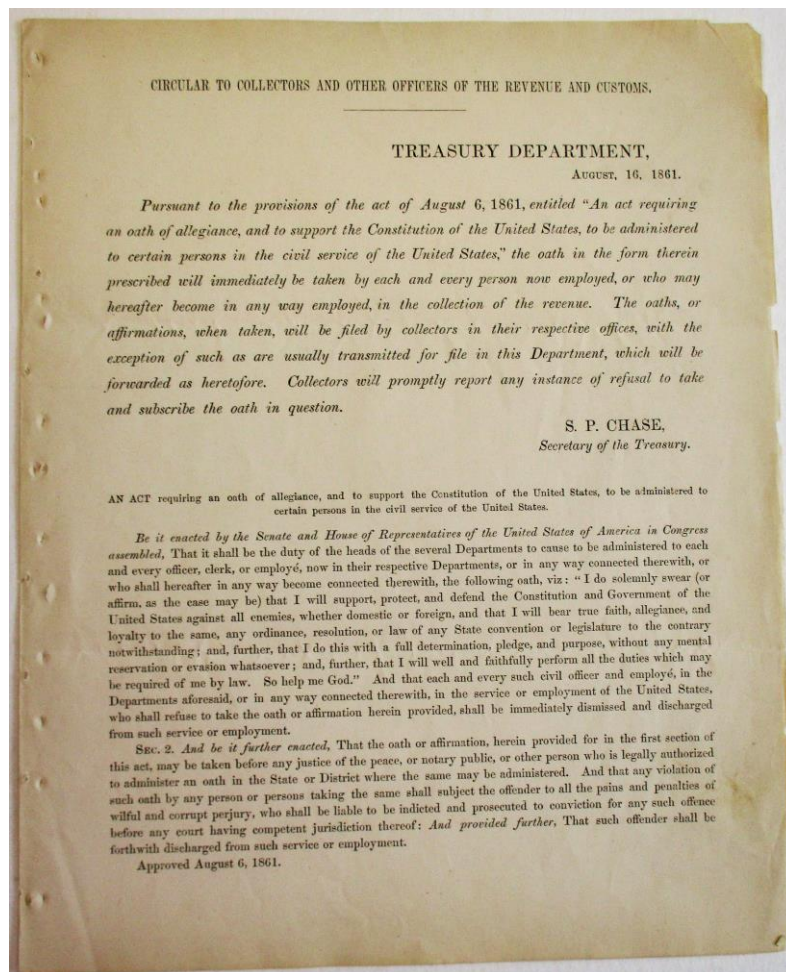 CIRCULAR TO COLLECTORS AND OTHER OFFICERS OF THE REVENUE AND CUSTOMS.
TREASURY DEPARTMENT,
AUGUST, 16, 1861.
Pursuant to the provisions of the act of August 6, 1861, entitled “An act requiring
an oath of allegiance, and to support the Constitution of the United States, to be administered
to certain persons in the civil service of the United States,” the oath in the form therein
prescribed will immediately be taken by each and every person now employed, or who may
hereafter become in any way employed, in the collection of the revenue. The oaths, or
affirmations, when taken, will be filed by collectors in their respective offices, with the
exception of such as are usually transmitted for file in this Department, which will be
forwarded as heretofore. Collectors will promptly report any instance of refusal to take
and subscribe the oath in question.
S. P. CHASE,
Secretary of the Treasury.
AN ACT requiring an oath of allegiance, and to support the Constitution of the United States, to be administered to
certain persons in the civil service of the United States.
Be it enacted by the Senate and House of Representatives of the United States of America in Congress
assembled, That it shall be the duty of the heads of the several Departments to cause to be administered to each
and every officer, clerk, or employé, now in their respective Departments, or in any way connected therewith, or
who shall hereafter in any way become connected therewith, the following oath, viz: “I do solemnly swear (or
affirm, as the case may be) that I will support, protect, and defend the Constitution and Government of the
United States against all enemies, whether domestic or foreign, and that I will bear true faith, allegiance, and
loyalty to the same, any ordinance, resolution, or law of any State convention or legislature to the contrary
notwithstanding; and, further, that I do this with a full determination, pledge, and purpose, without any mental
reservation or evasion whatsoever; and, further, that I will well and faithfully perform all the duties which may
be required of me by law. So help me God.” And that each and every such civil officer and employé, in the
Departments aforesaid, or in any way connected therewith, in the service or employment of the United States,
who shall refuse to take the oath or affirmation herein provided, shall be immediately dismissed and discharged
from such service or employment.
SEC. 2. And be it further enacted, That the oath or affirmation, herein provided for in the first section of
this act, may be taken before any justice of the peace, or notary public, or other person who is legally authorized
to administer an oath in the State or District where the same may be administered. And that any violation of
such oath by any person or persons taking the same shall subject the offender to all the pains and penalties of
wilful and corrupt perjury, who shall be liable to be indicted and prosecuted to conviction for any such offence
before any court having competent jurisdiction thereof: And provided further, That such offender shall be
forthwith discharged from such service or employment.
Approved August 6, 1861.